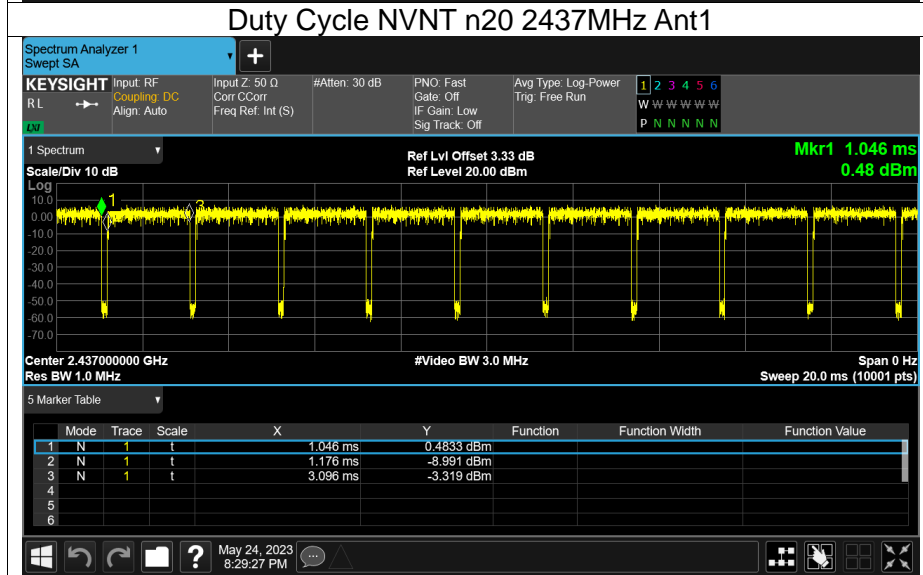 Duty Cycle NVNT n20 2437MHz Ant1
Spectrum Analyzer 1
Swept SA
+
KEYSIGHT Input: RF Input Z: 50 Ω #Atten: 30 dB PNO: Fast Avg Type: Log-Power 1 2 3 4 5 6
RL Coupling: DC Corr CCorr Gate: Off Trig: Free Run W W W W W W
Align: Auto Freq Ref: Int (S) IF Gain: Low
LXI Sig Track: Off P N N N N N
1 Spectrum Ref Lvl Offset 3.33 dB Mkr1 1.046 ms
Scale/Div 10 dB Ref Level 20.00 dBm 0.48 dBm
Log
10.0
0.00
-10.0
-20.0
-30.0
-40.0
-50.0
-60.0
-70.0
1
3
Center 2.437000000 GHz #Video BW 3.0 MHz Span 0 Hz
Res BW 1.0 MHz Sweep 20.0 ms (10001 pts)
5 Marker Table
Mode Trace Scale X Y Function Function Width Function Value
1 N 1 t 1.046 ms 0.4833 dBm
2 N 1 t 1.176 ms -8.991 dBm
3 N 1 t 3.096 ms -3.319 dBm
4
5
6
? May 24, 2023
8:29:27 PM